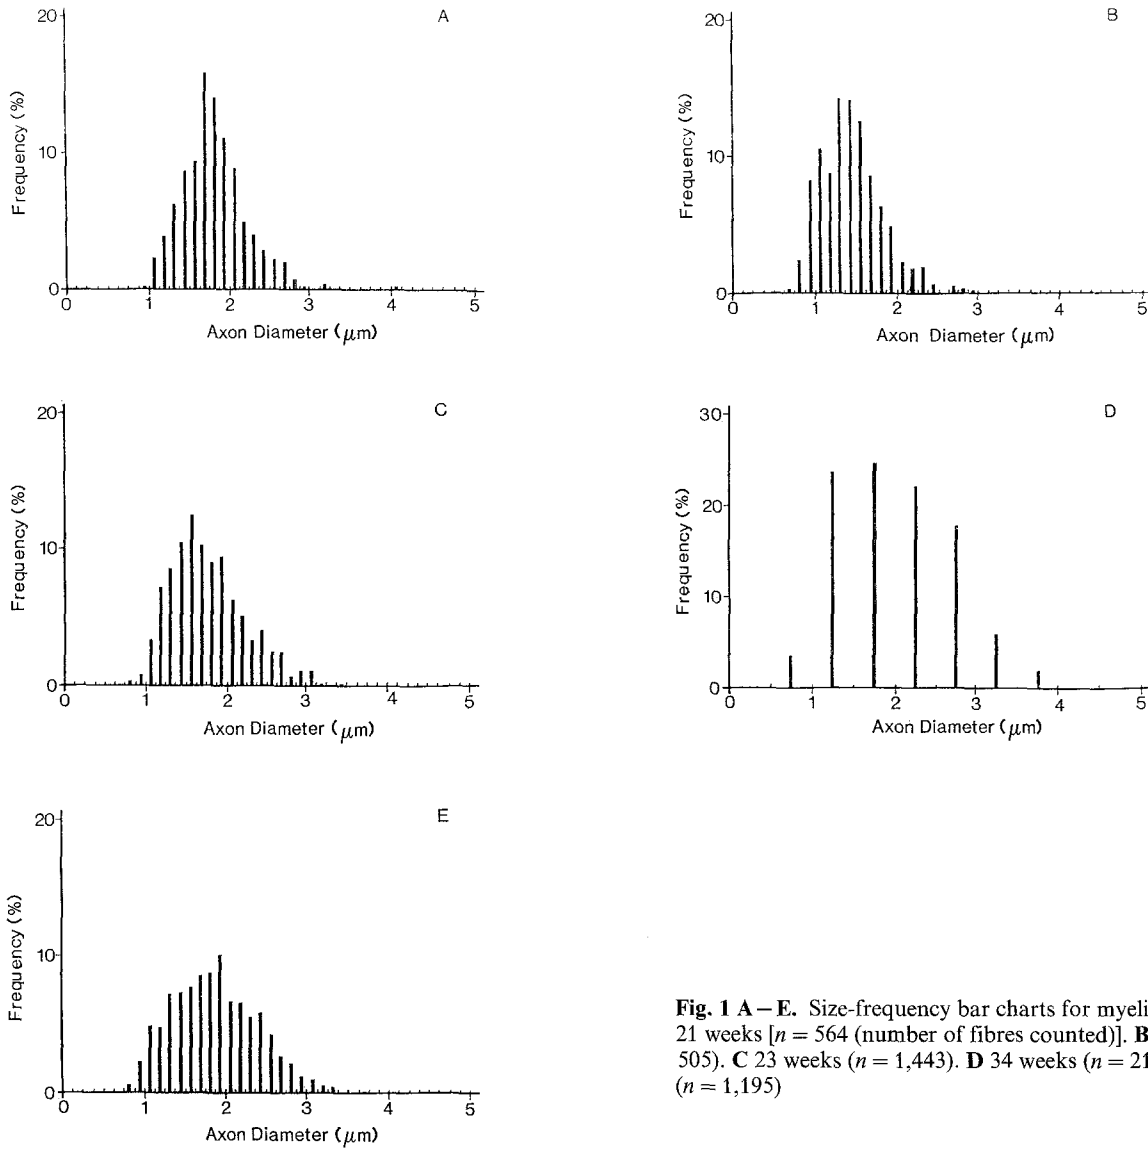 A
20
10
0
Frequency (%)
0 1 2 3 4 5
Axon Diameter (μm)
B
20
10
0
Frequency (%)
0 1 2 3 4 5
Axon Diameter (μm)
C
20
10
0
Frequency (%)
0 1 2 3 4 5
Axon Diameter (μm)
D
30
20
10
0
Frequency (%)
0 1 2 3 4 5
Axon Diameter (μm)
E
20
10
0
Frequency (%)
0 1 2 3 4 5
Axon Diameter (μm)
Fig. 1 A – E. Size-frequency bar charts for myeli
21 weeks [n = 564 (number of fibres counted)]. B
505). C 23 weeks (n = 1,443). D 34 weeks (n = 21
(n = 1,195)